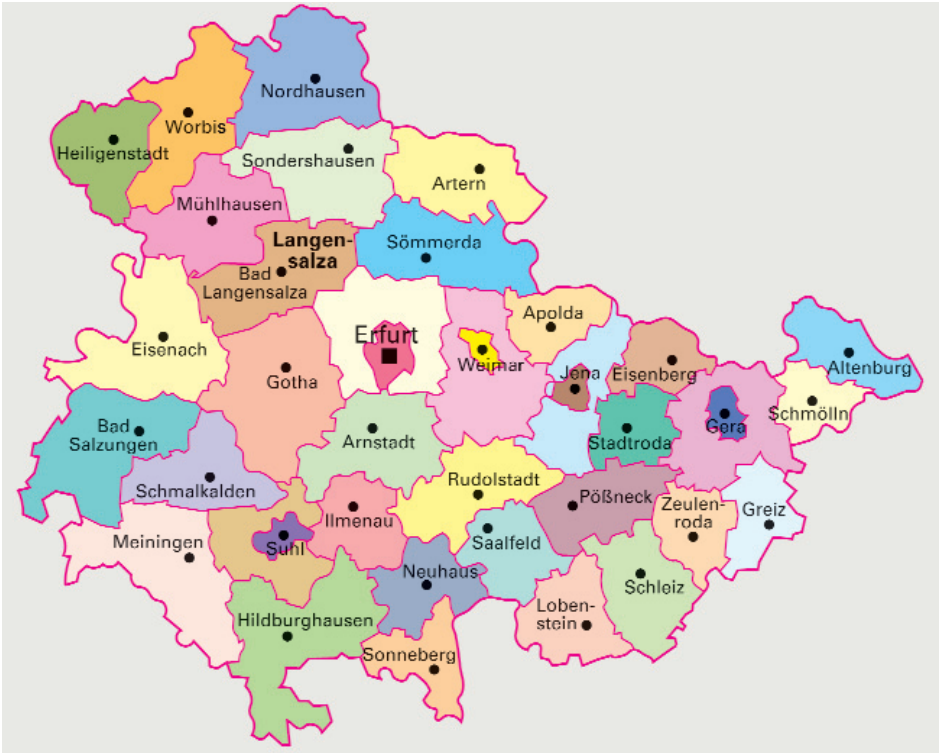 Nordhausen
Worbis
Heiligenstadt
Sondershausen
Artern
Mühlhausen
Langen-
salza
Bad
Langensalza
Sömmerda
Apolda
Erfurt
Eisenach
Gotha
Weimar
Jena
Eisenberg
Altenburg
Schmölln
Bad
Salzungen
Arnstadt
Stadtroda
Gera
Schmalkalden
Rudolstadt
Pößneck
Zeulen-
roda
Greiz
Ilmenau
Meiningen
Suhl
Saalfeld
Neuhaus
Schleiz
Hildburghausen
Loben-
stein
Sonneberg